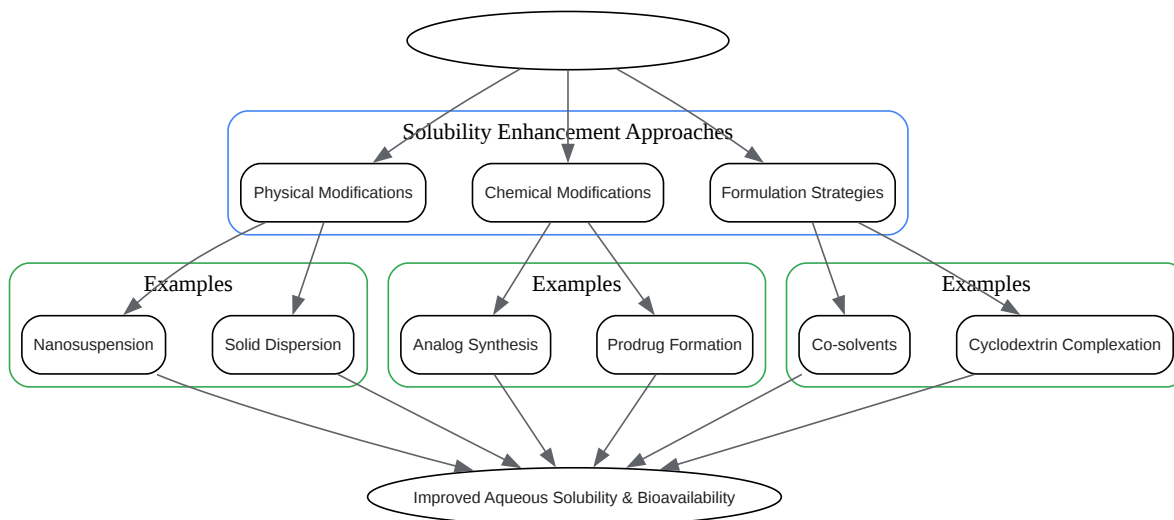 Solubility Enhancement Approaches
Physical Modifications
Chemical Modifications
Formulation Strategies
Examples
Examples
Examples
Nanosuspension
Solid Dispersion
Analog Synthesis
Prodrug Formation
Co-solvents
Cyclodextrin Complexation
Improved Aqueous Solubility & Bioavailability